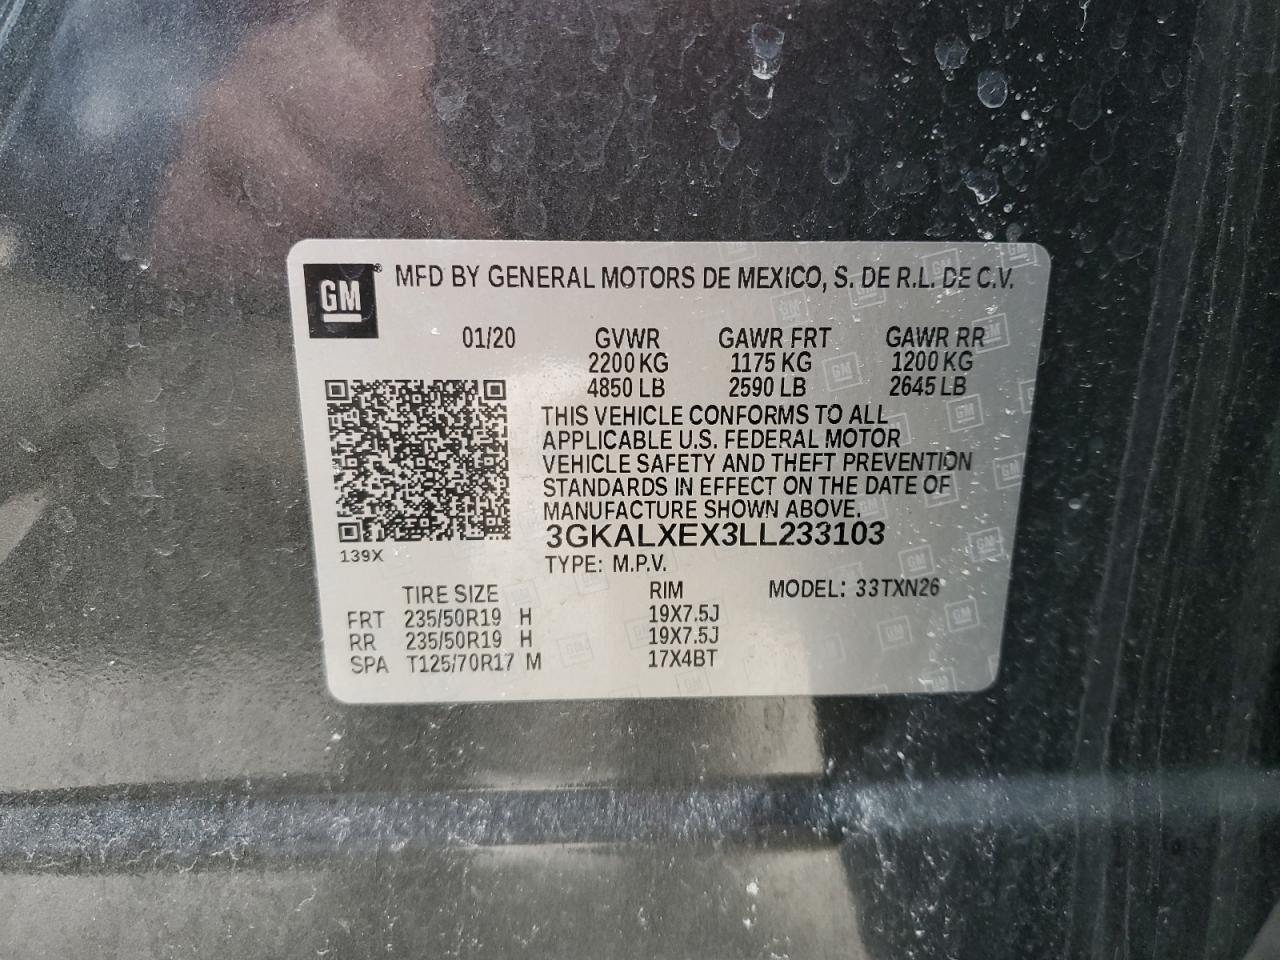 GM® MFD BY GENERAL MOTORS DE MEXICO, S. DE R.L. DE C.V.
01/20 GVWR GAWR FRT GAWR RR
2200 KG 1175 KG 1200 KG
4850 LB 2590 LB 2645 LB
THIS VEHICLE CONFORMS TO ALL
APPLICABLE U.S. FEDERAL MOTOR
VEHICLE SAFETY AND THEFT PREVENTION
STANDARDS IN EFFECT ON THE DATE OF
MANUFACTURE SHOWN ABOVE.
3GKALXEX3LL233103
139X
TYPE: M.P.V.
TIRE SIZE RIM MODEL: 33TXN26
FRT 235/50R19 H 19X7.5J
RR 235/50R19 H 19X7.5J
SPA T125/70R17 M 17X4BT